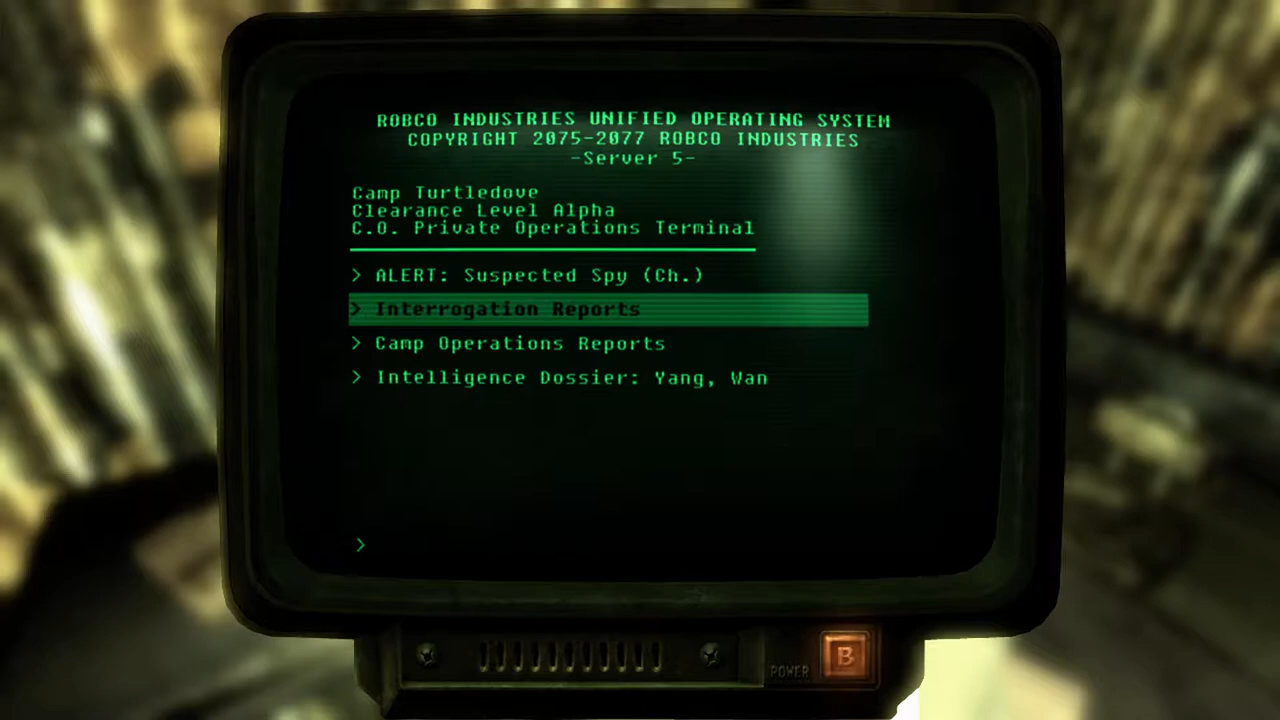 ROBCO INDUSTRIES UNIFIED OPERATING SYSTEM
COPYRIGHT 2075-2077 ROBCO INDUSTRIES
-Server 5-
Camp Turtledove
Clearance Level Alpha
C.O. Private Operations Terminal
> ALERT: Suspected Spy (Ch.)
> Interrogation Reports
> Camp Operations Reports
> Intelligence Dossier: Yang, Wan
>
POWER B